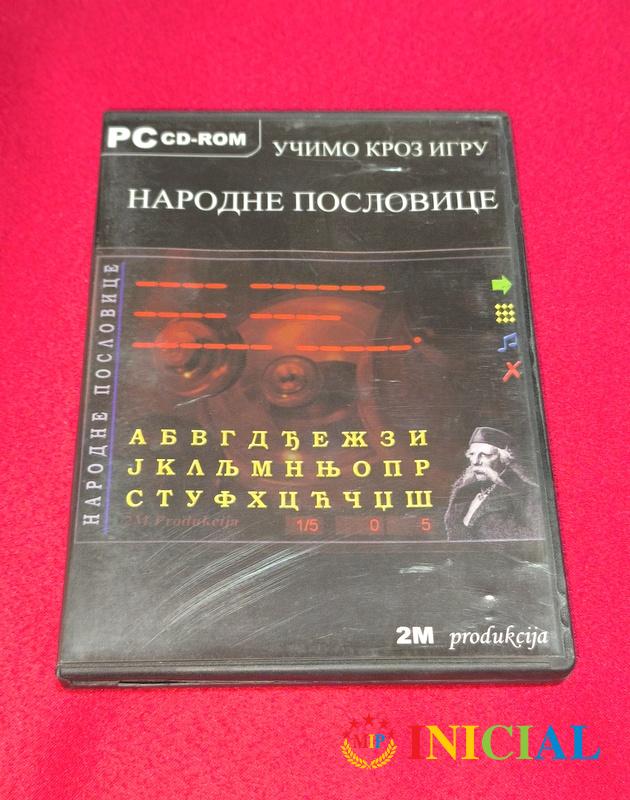 PC CD-ROM
УЧИМО КРОЗ ИГРУ
НАРОДНЕ ПОСЛОВИЦЕ
НАРОДНЕ ПОСЛОВИЦЕ
А Б В Г Д Ђ Е Ж З И
Ј К Л Љ М Н Њ О П Р
С Т У Ф Х Ц Ћ Ч Џ Ш
2M Produkcija 1/5 0 5
2M produkcija
MIP INICIAL